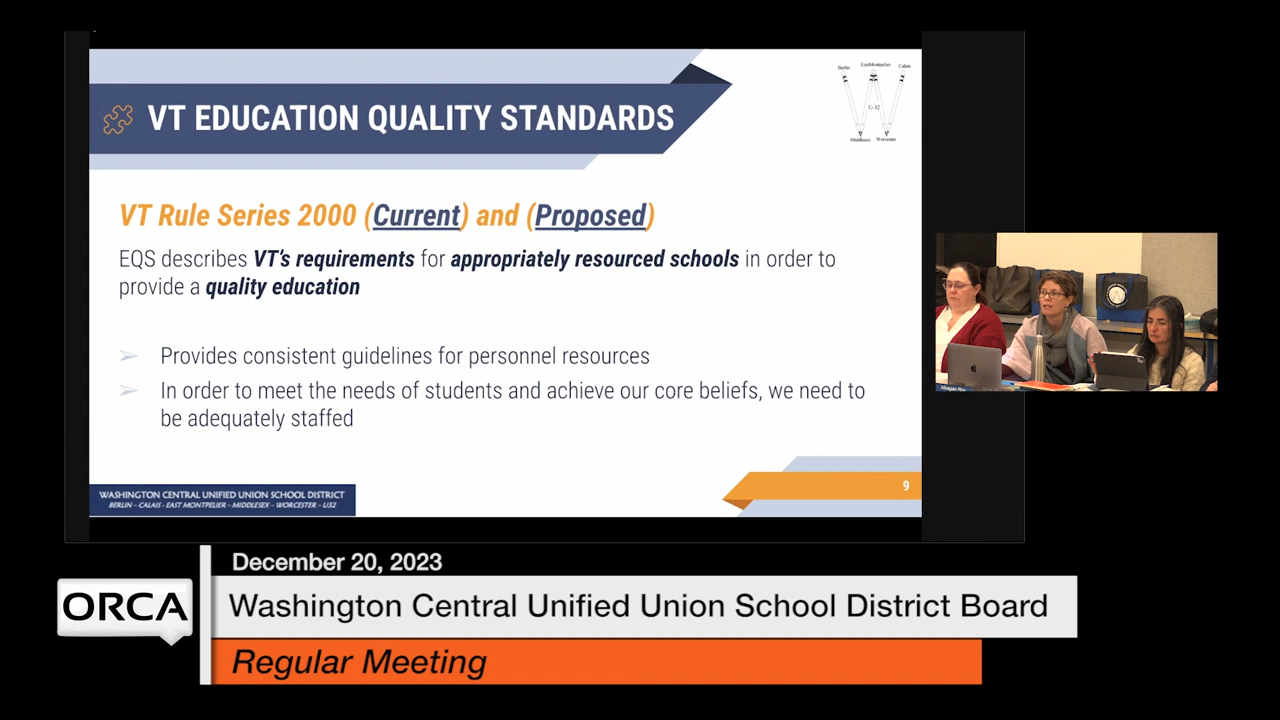 VT EDUCATION QUALITY STANDARDS
Berlin
East Montpelier
Calais
U-32
Middlesex
Worcester
VT Rule Series 2000 (Current) and (Proposed)
EQS describes VT's requirements for appropriately resourced schools in order to
provide a quality education
➢ Provides consistent guidelines for personnel resources
➢ In order to meet the needs of students and achieve our core beliefs, we need to
be adequately staffed
9
WASHINGTON CENTRAL UNIFIED UNION SCHOOL DISTRICT
BERLIN – CALAIS - EAST MONTPELIER – MIDDLESEX – WORCESTER – U32
Meagan Roy
December 20, 2023
ORCA
Washington Central Unified Union School District Board
Regular Meeting